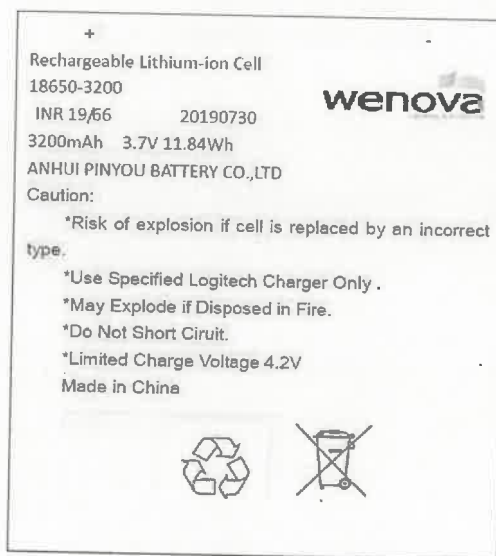 + -
Rechargeable Lithium-ion Cell
18650-3200
wenova
INR 19/66 20190730
3200mAh 3.7V 11.84Wh
ANHUI PINYOU BATTERY CO.,LTD
Caution:
*Risk of explosion if cell is replaced by an incorrect
type.
*Use Specified Logitech Charger Only .
*May Explode if Disposed in Fire.
*Do Not Short Ciruit.
*Limited Charge Voltage 4.2V
Made in China